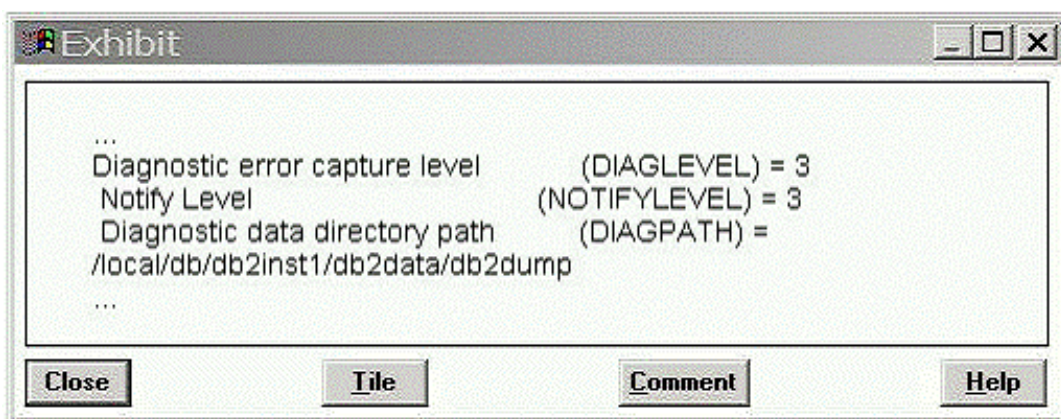 Exhibit
...
Diagnostic error capture level (DIAGLEVEL) = 3
Notify Level (NOTIFYLEVEL) = 3
Diagnostic data directory path (DIAGPATH) =
/local/db/db2inst1/db2data/db2dump
...
Close Tile Comment Help